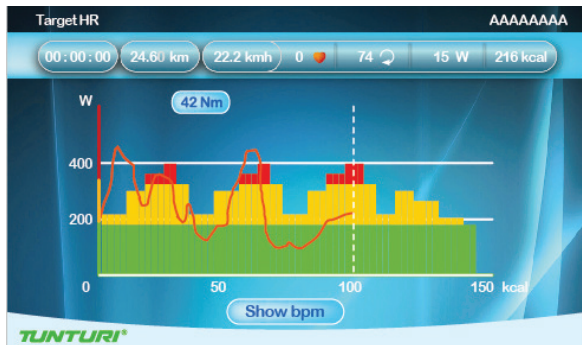 Target HR AAAAAAAA
00:00:00 24.60 km 22.2 kmh 0 74 15 W 216 kcal
W 42 Nm
400
200
0 50 100 150 kcal
Show bpm
TUNTURI®